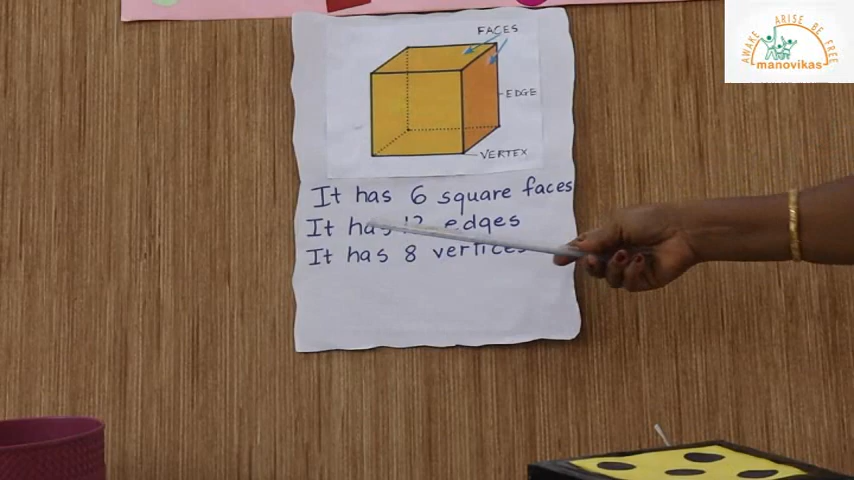 AWAKE ARISE BE FREE
manovikas
FACES
EDGE
VERTEX
It has 6 square faces
It has 12 edges
It has 8 vertices